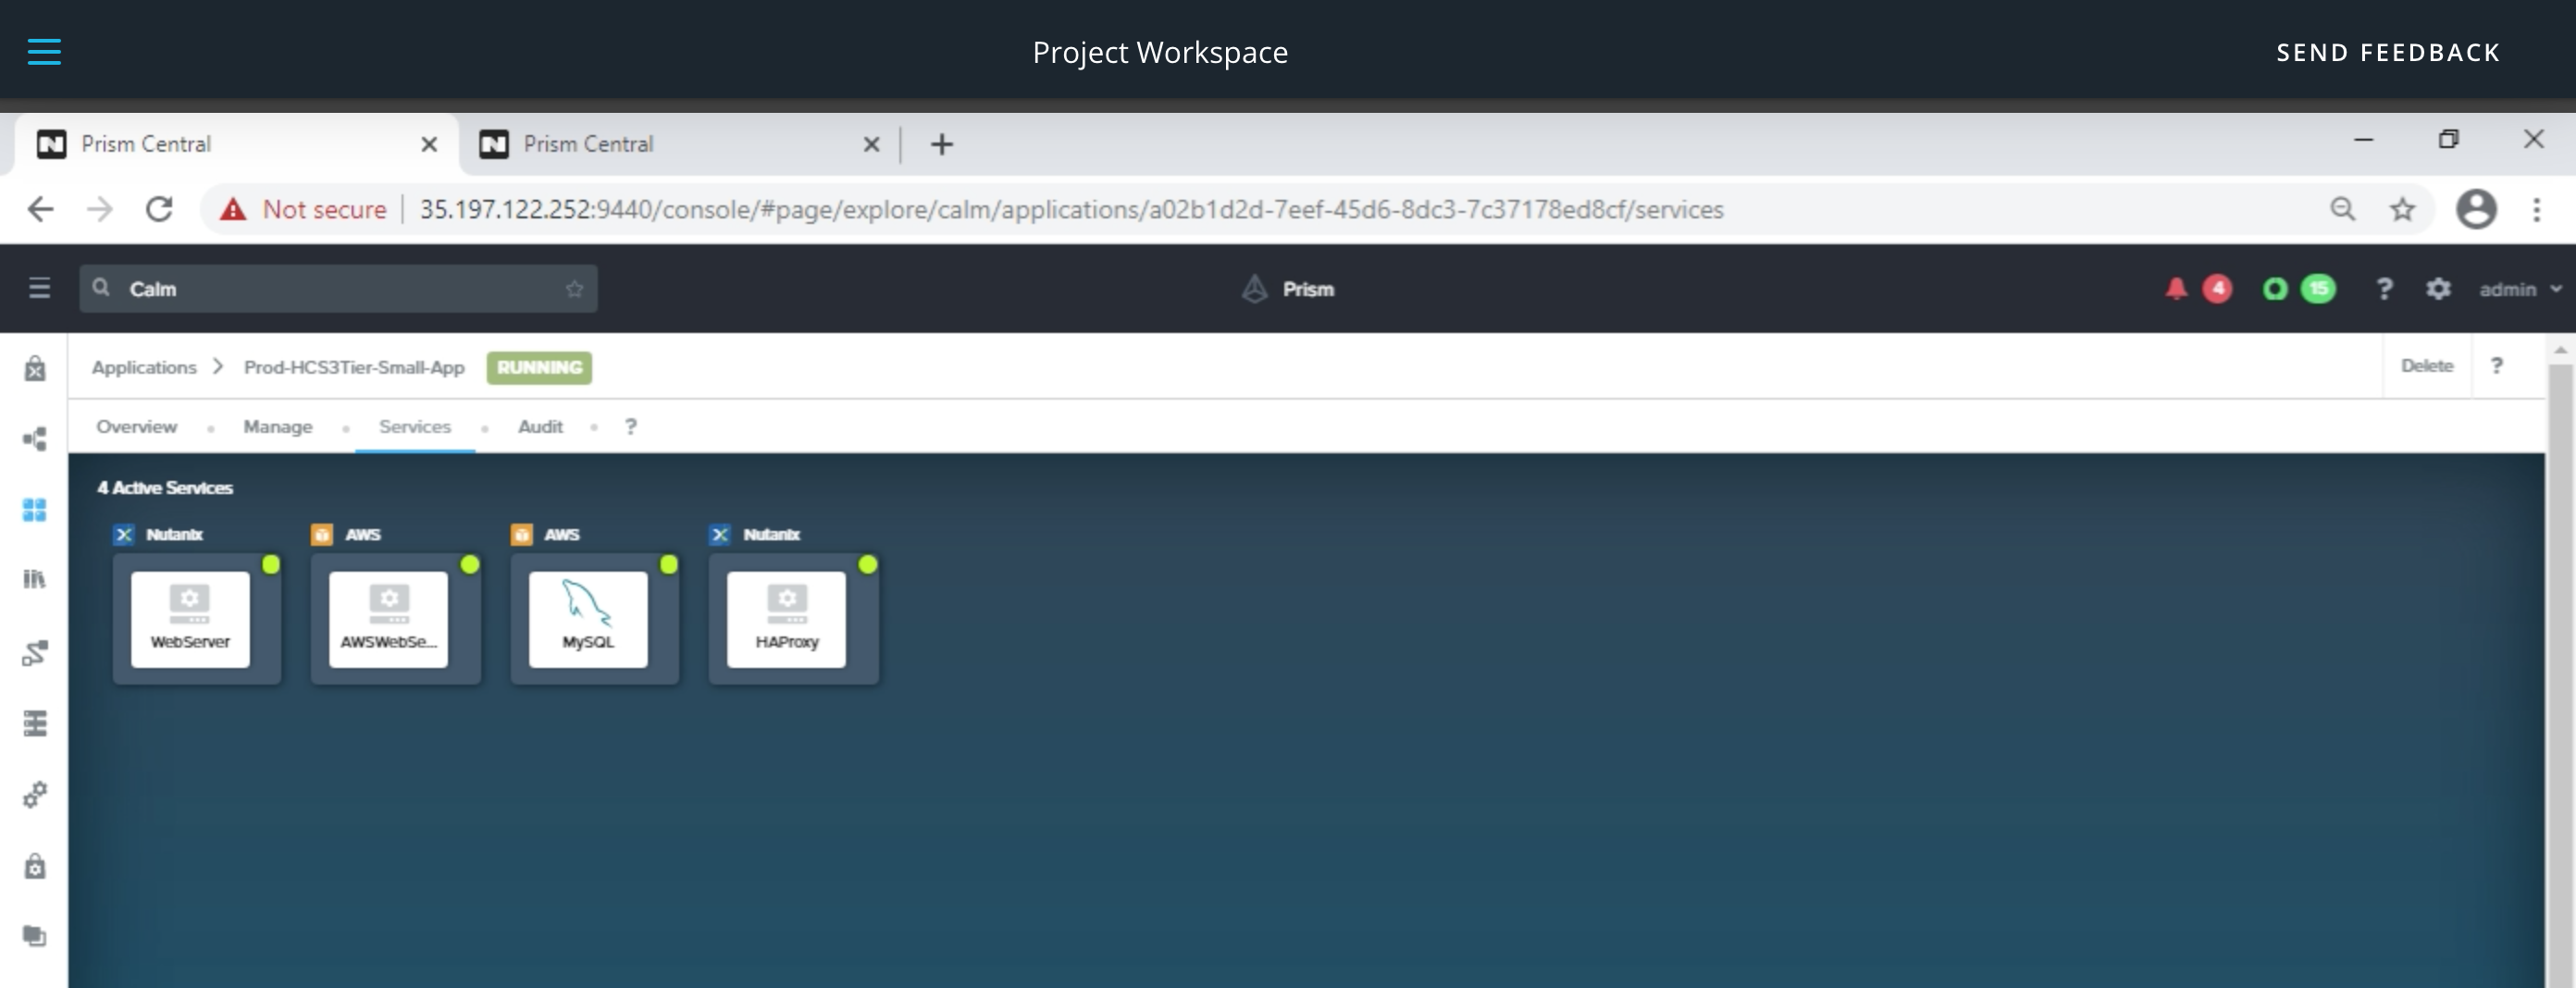 Project Workspace
SEND FEEDBACK
Prism Central
Prism Central
Not secure
35.197.122.252:9440/console/#page/explore/calm/applications/a02b1d2d-7eef-45d6-8dc3-7c37178ed8cf/services
Calm
Prism
4
15
?
admin
Applications > Prod-HCS3Tier-Small-App
RUNNING
Delete
?
Overview
Manage
Services
Audit
?
4 Active Services
Nutanix
AWS
AWS
Nutanix
WebServer
AWSWebSe...
MySQL
HAProxy